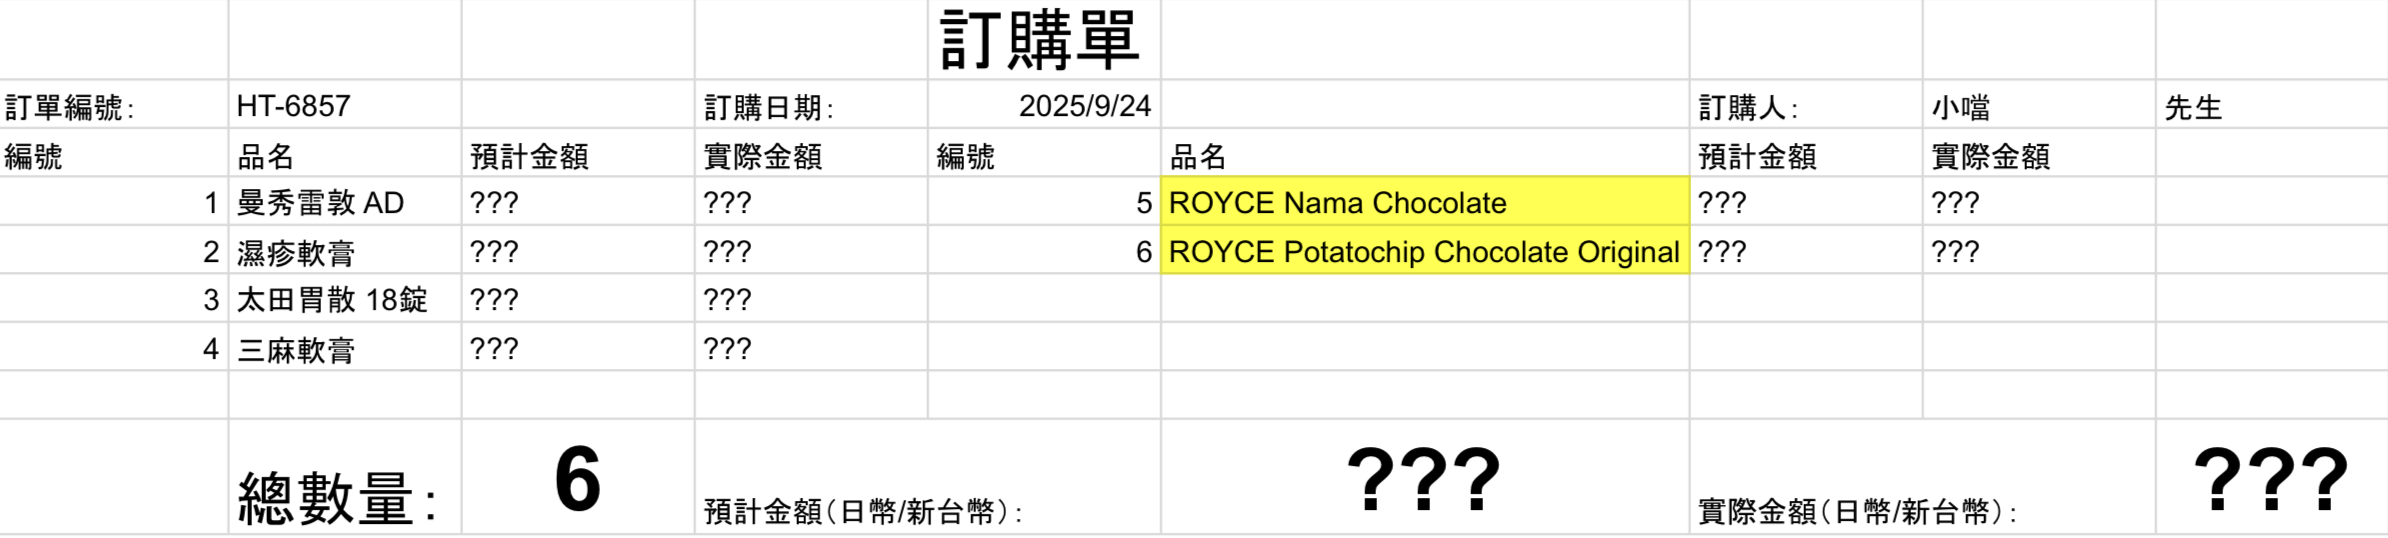 訂購單
訂單編號: HT-6857 訂購日期: 2025/9/24 訂購人: 小噹 先生
編號 品名 預計金額 實際金額 編號 品名 預計金額 實際金額
1 曼秀雷敦 AD ??? ??? 5 ROYCE Nama Chocolate ??? ???
2 濕疹軟膏 ??? ??? 6 ROYCE Potatochip Chocolate Original ??? ???
3 太田胃散 18錠 ??? ???
4 三麻軟膏 ??? ???
總數量: 6 預計金額(日幣/新台幣): ??? 實際金額(日幣/新台幣): ???